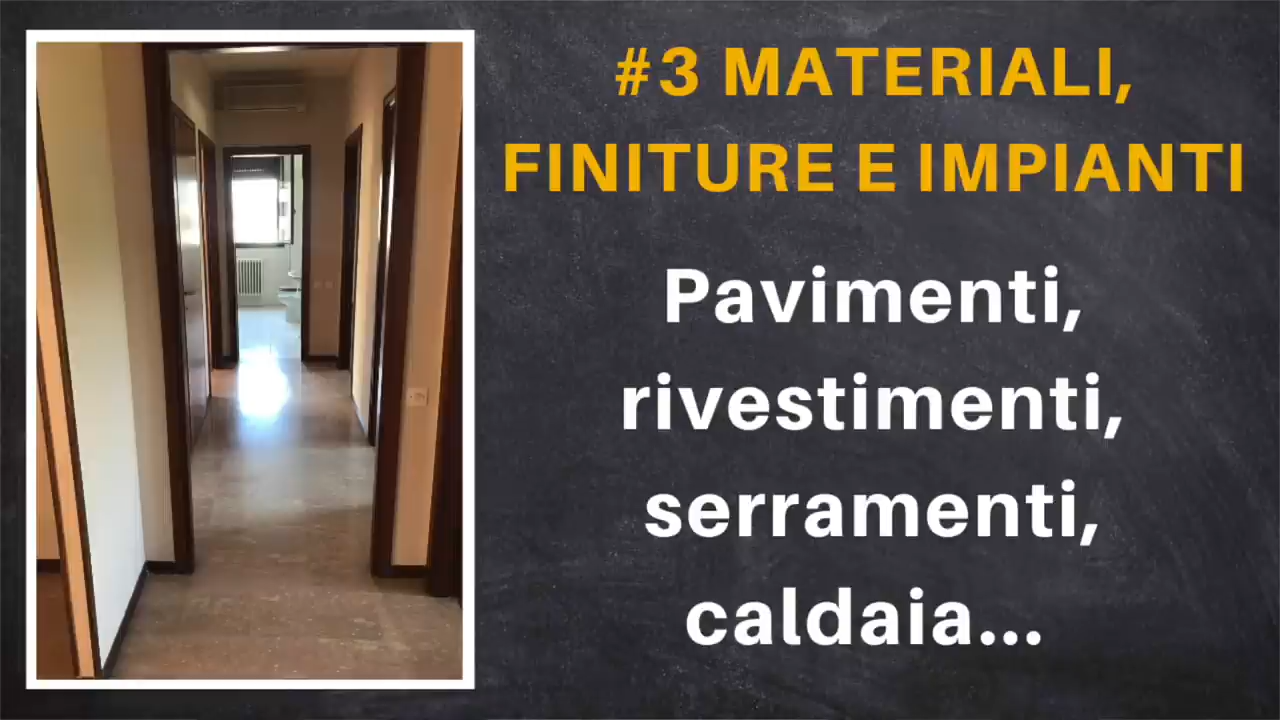 #3 MATERIALI,
FINITURE E IMPIANTI
Pavimenti,
rivestimenti,
serramenti,
caldaia...